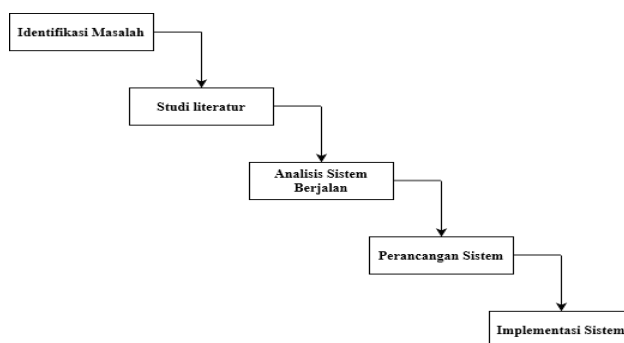 Identifikasi Masalah
Studi literatur
Analisis Sistem
Berjalan
Perancangan Sistem
Implementasi Sistem